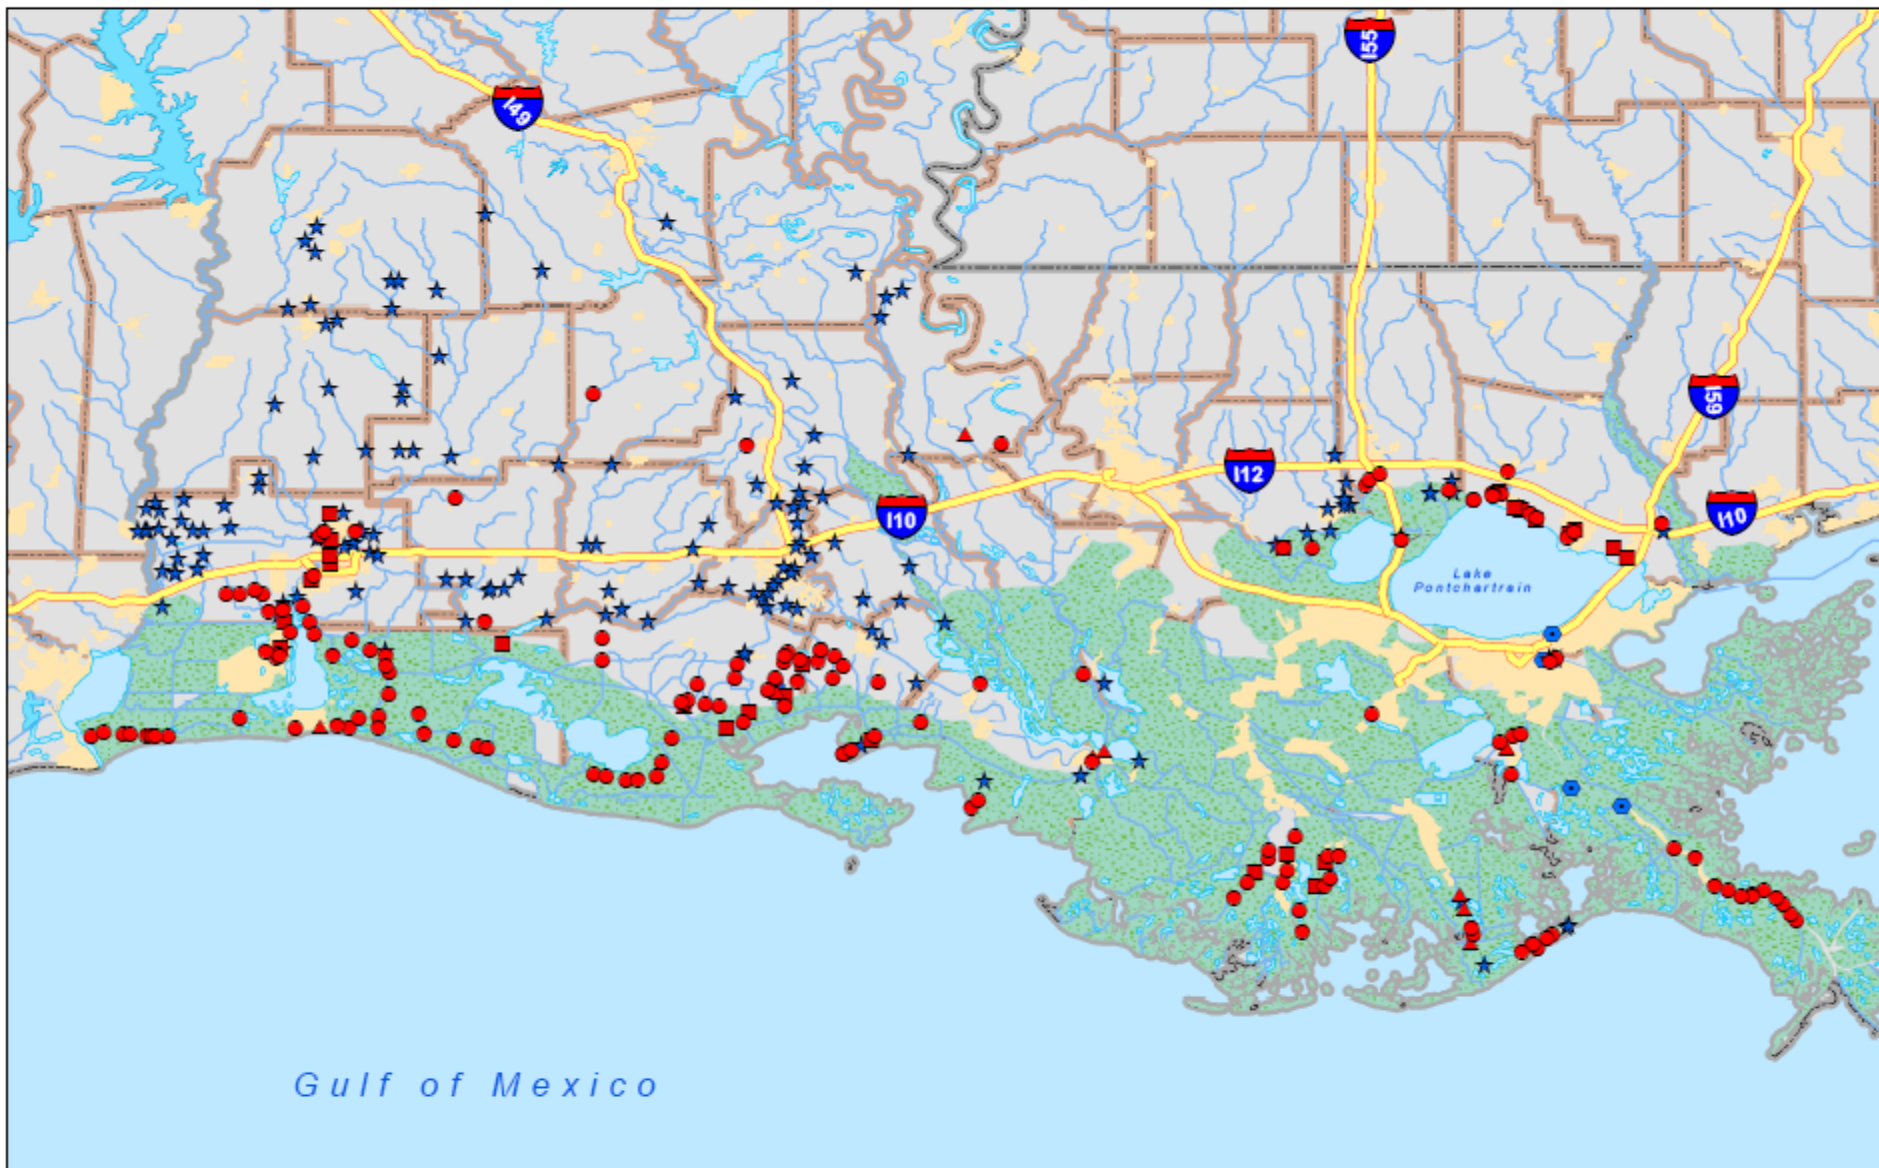 I55
I49
I59
I12
I10
I10
Lake
Pontchartrain
Gulf of Mexico